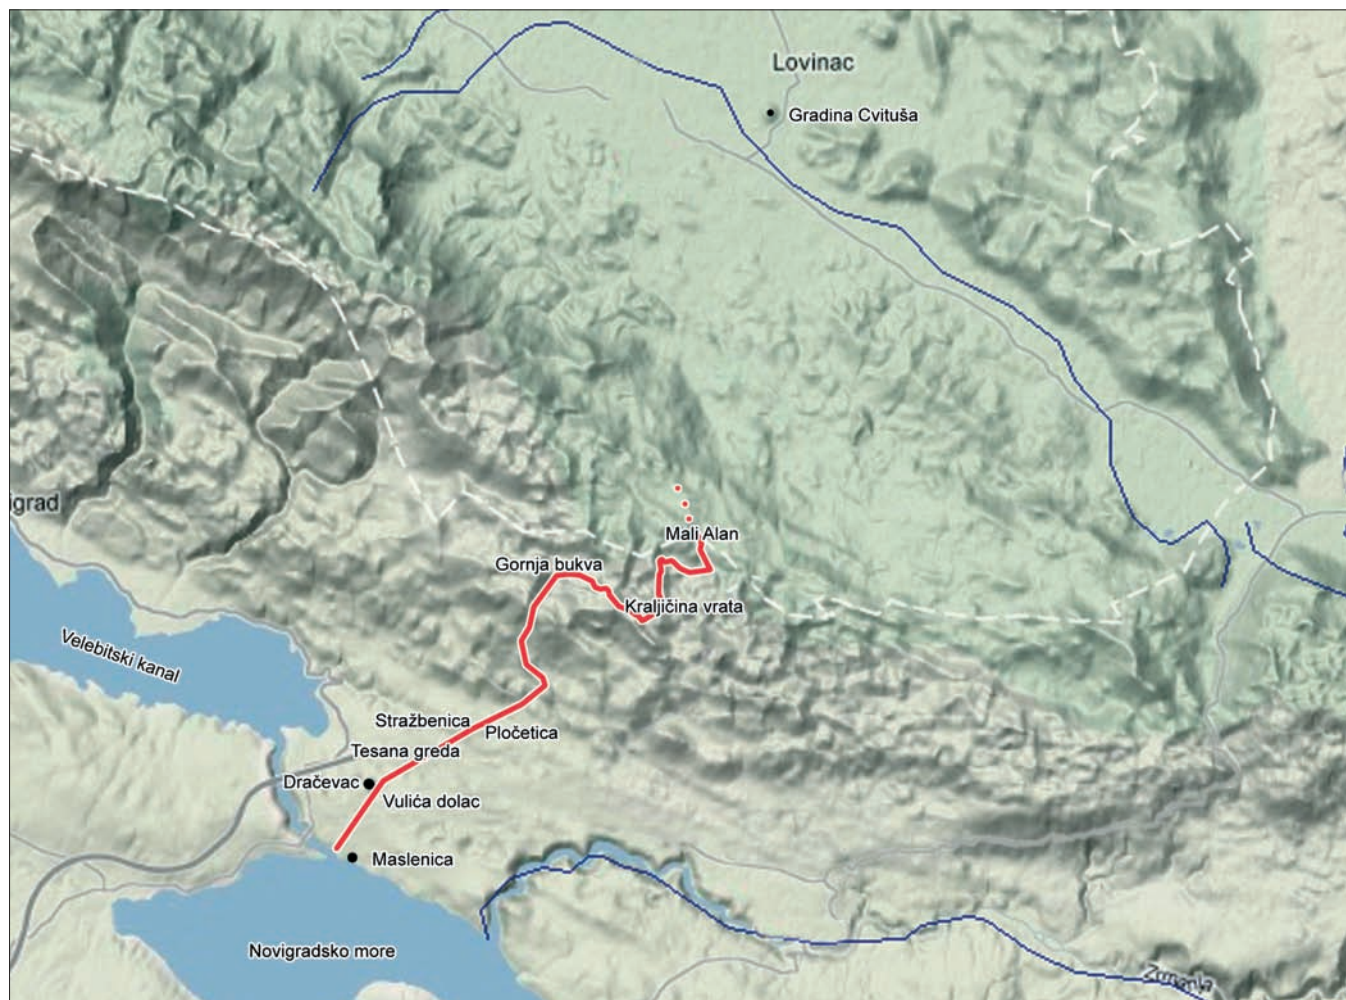 Lovinac
Gradina Cvituša
igrad
Mali Alan
Gornja bukva
Kraljičina vrata
Velebitski kanal
Stražbenica
Pločetica
Tesana greda
Dračevac
Vulića dolac
Maslenica
Novigradsko more
Zrmanja